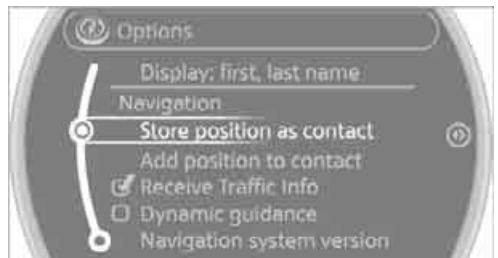 Options
Display: first, last name
Navigation
Store position as contact
Add position to contact
Receive Traffic Info
Dynamic guidance
Navigation system version